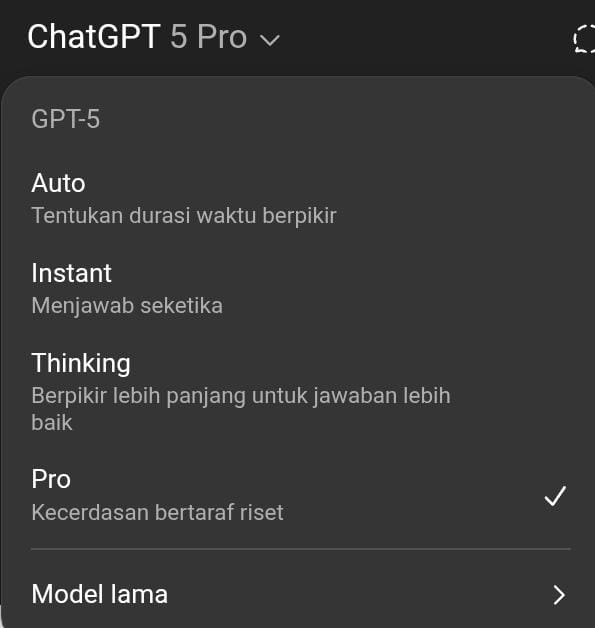 ChatGPT 5 Pro
GPT-5
Auto
Tentukan durasi waktu berpikir
Instant
Menjawab seketika
Thinking
Berpikir lebih panjang untuk jawaban lebih
baik
Pro
Kecerdasan bertaraf riset
Model lama